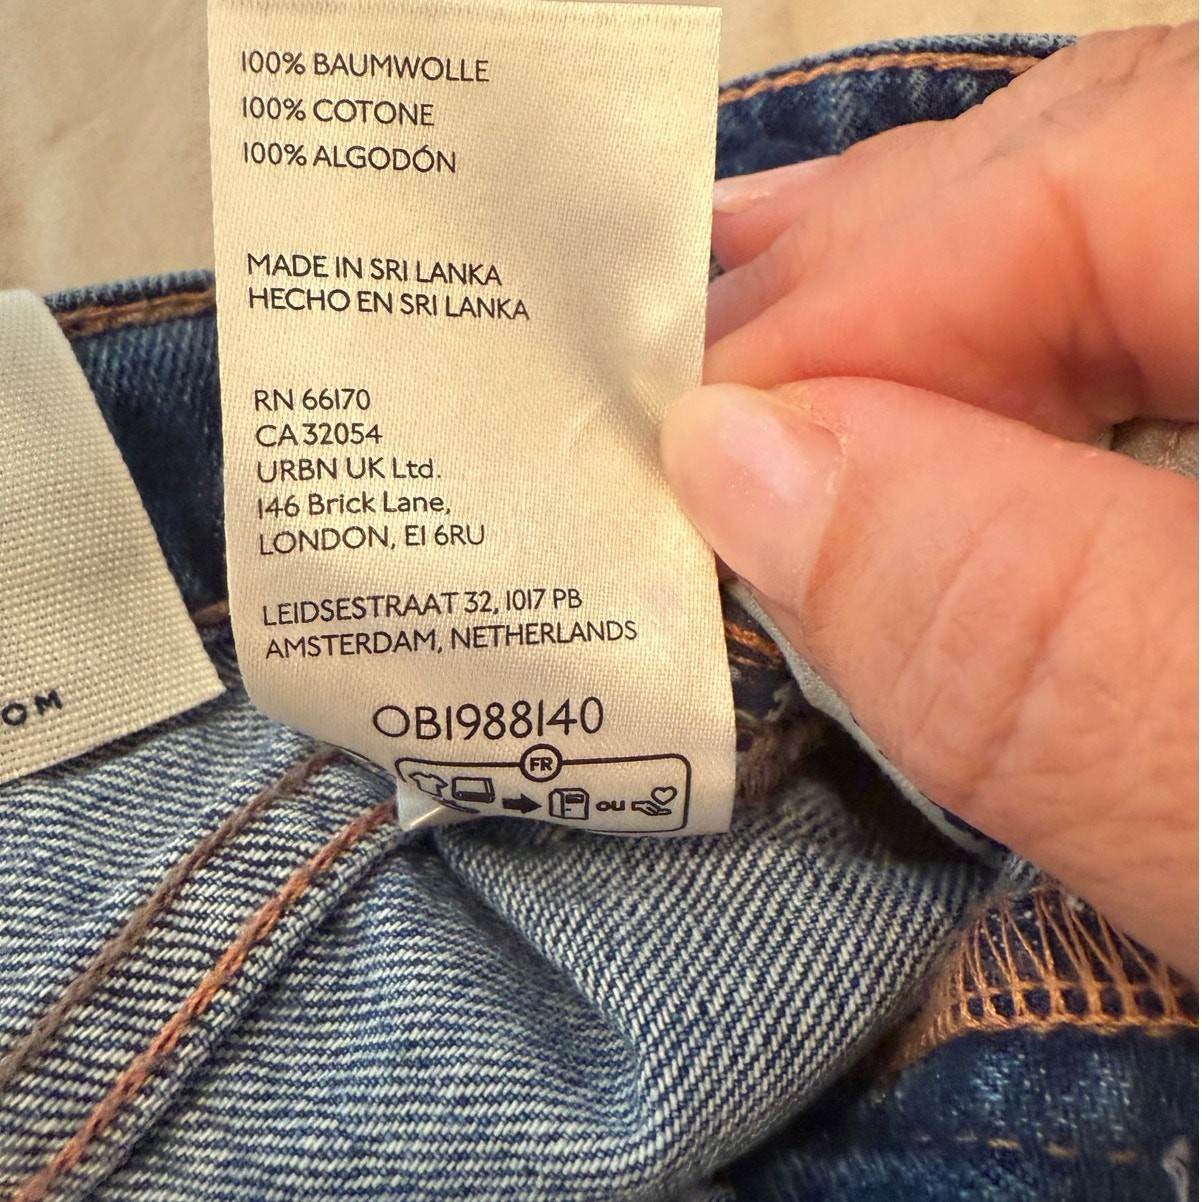 100% BAUMWOLLE
100% COTONE
100% ALGODÓN
MADE IN SRI LANKA
HECHO EN SRI LANKA
RN 66170
CA 32054
URBN UK Ltd.
146 Brick Lane,
LONDON, E1 6RU
LEIDSESTRAAT 32, 1017 PB
AMSTERDAM, NETHERLANDS
OB1988140
FR
ou
OM